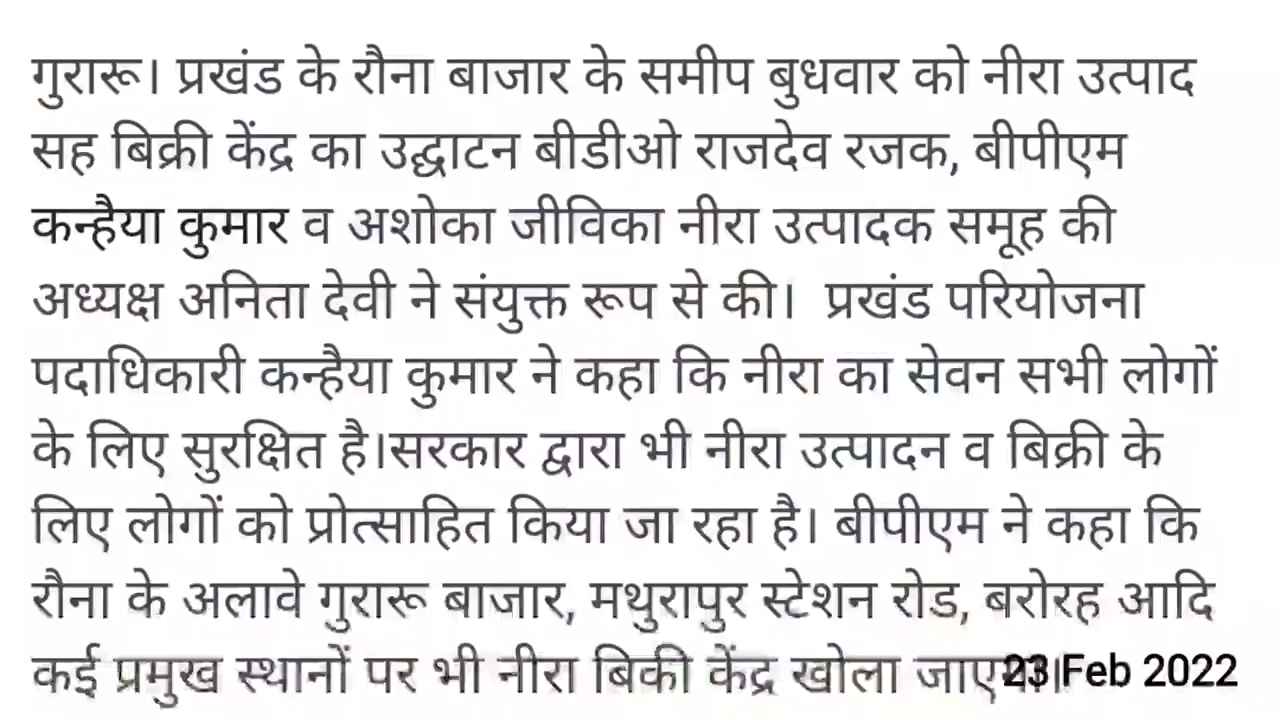 गुरारू। प्रखंड के रौना बाजार के समीप बुधवार को नीरा उत्पाद
सह बिक्री केंद्र का उद्घाटन बीडीओ राजदेव रजक, बीपीएम
कन्हैया कुमार व अशोका जीविका नीरा उत्पादक समूह की
अध्यक्ष अनिता देवी ने संयुक्त रूप से की। प्रखंड परियोजना
पदाधिकारी कन्हैया कुमार ने कहा कि नीरा का सेवन सभी लोगों
के लिए सुरक्षित है।सरकार द्वारा भी नीरा उत्पादन व बिक्री के
लिए लोगों को प्रोत्साहित किया जा रहा है। बीपीएम ने कहा कि
रौना के अलावे गुरारू बाजार, मथुरापुर स्टेशन रोड, बरोरह आदि
कई प्रमुख स्थानों पर भी नीरा बिकी केंद्र खोला
23 Feb 2022